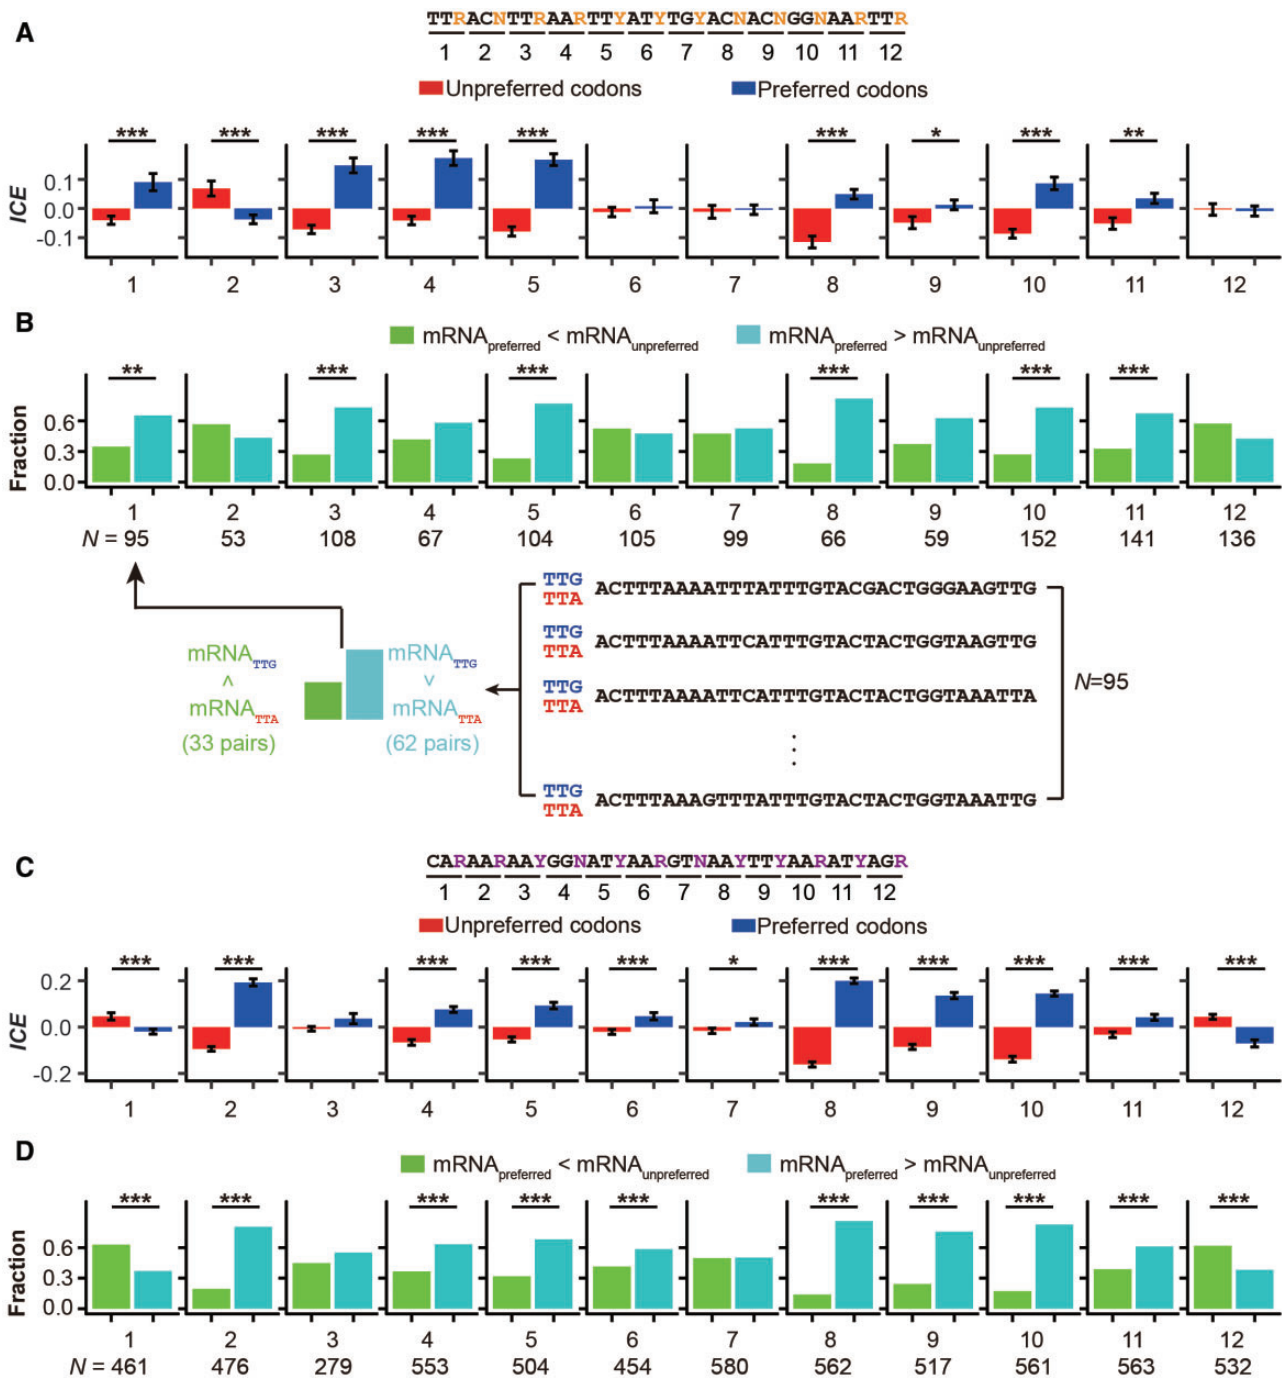 A
TTRACNTTRAARTTYATYTGYACNACNGGNAARTTR
1 2 3 4 5 6 7 8 9 10 11 12
Unpreferred codons Preferred codons
*** *** *** *** *** *** * *** **
ICE
0.1
0.0
-0.1
1 2 3 4 5 6 7 8 9 10 11 12
B
mRNApreferred < mRNAunpreferred mRNApreferred > mRNAunpreferred
** *** *** *** *** ***
Fraction
0.6
0.3
0.0
1 2 3 4 5 6 7 8 9 10 11 12
N = 95 53 108 67 104 105 99 66 59 152 141 136
TTG
TTA
ACTTTAAAATTTATTTGTACGACTGGGAAGTTG
TTG
TTA
ACTTTAAAATTCATTTGTACTACTGGTAAGTTG
TTG
TTA
ACTTTAAAATTCATTTGTACTACTGGTAAATTA
⋮
TTG
TTA
ACTTTAAAGTTTATTTGTACTACTGGTAAATTG
N=95
mRNATTG
<
mRNATTA
(33 pairs)
mRNATTG
>
mRNATTA
(62 pairs)
C
CARAARAAYGGNATYAARGTNAAYTTYAARATYAGR
1 2 3 4 5 6 7 8 9 10 11 12
Unpreferred codons Preferred codons
*** *** *** *** *** * *** *** *** *** ***
ICE
0.2
0.0
-0.2
1 2 3 4 5 6 7 8 9 10 11 12
D
mRNApreferred < mRNAunpreferred mRNApreferred > mRNAunpreferred
*** *** *** *** *** *** *** *** *** ***
Fraction
0.6
0.3
0.0
1 2 3 4 5 6 7 8 9 10 11 12
N = 461 476 279 553 504 454 580 562 517 561 563 532